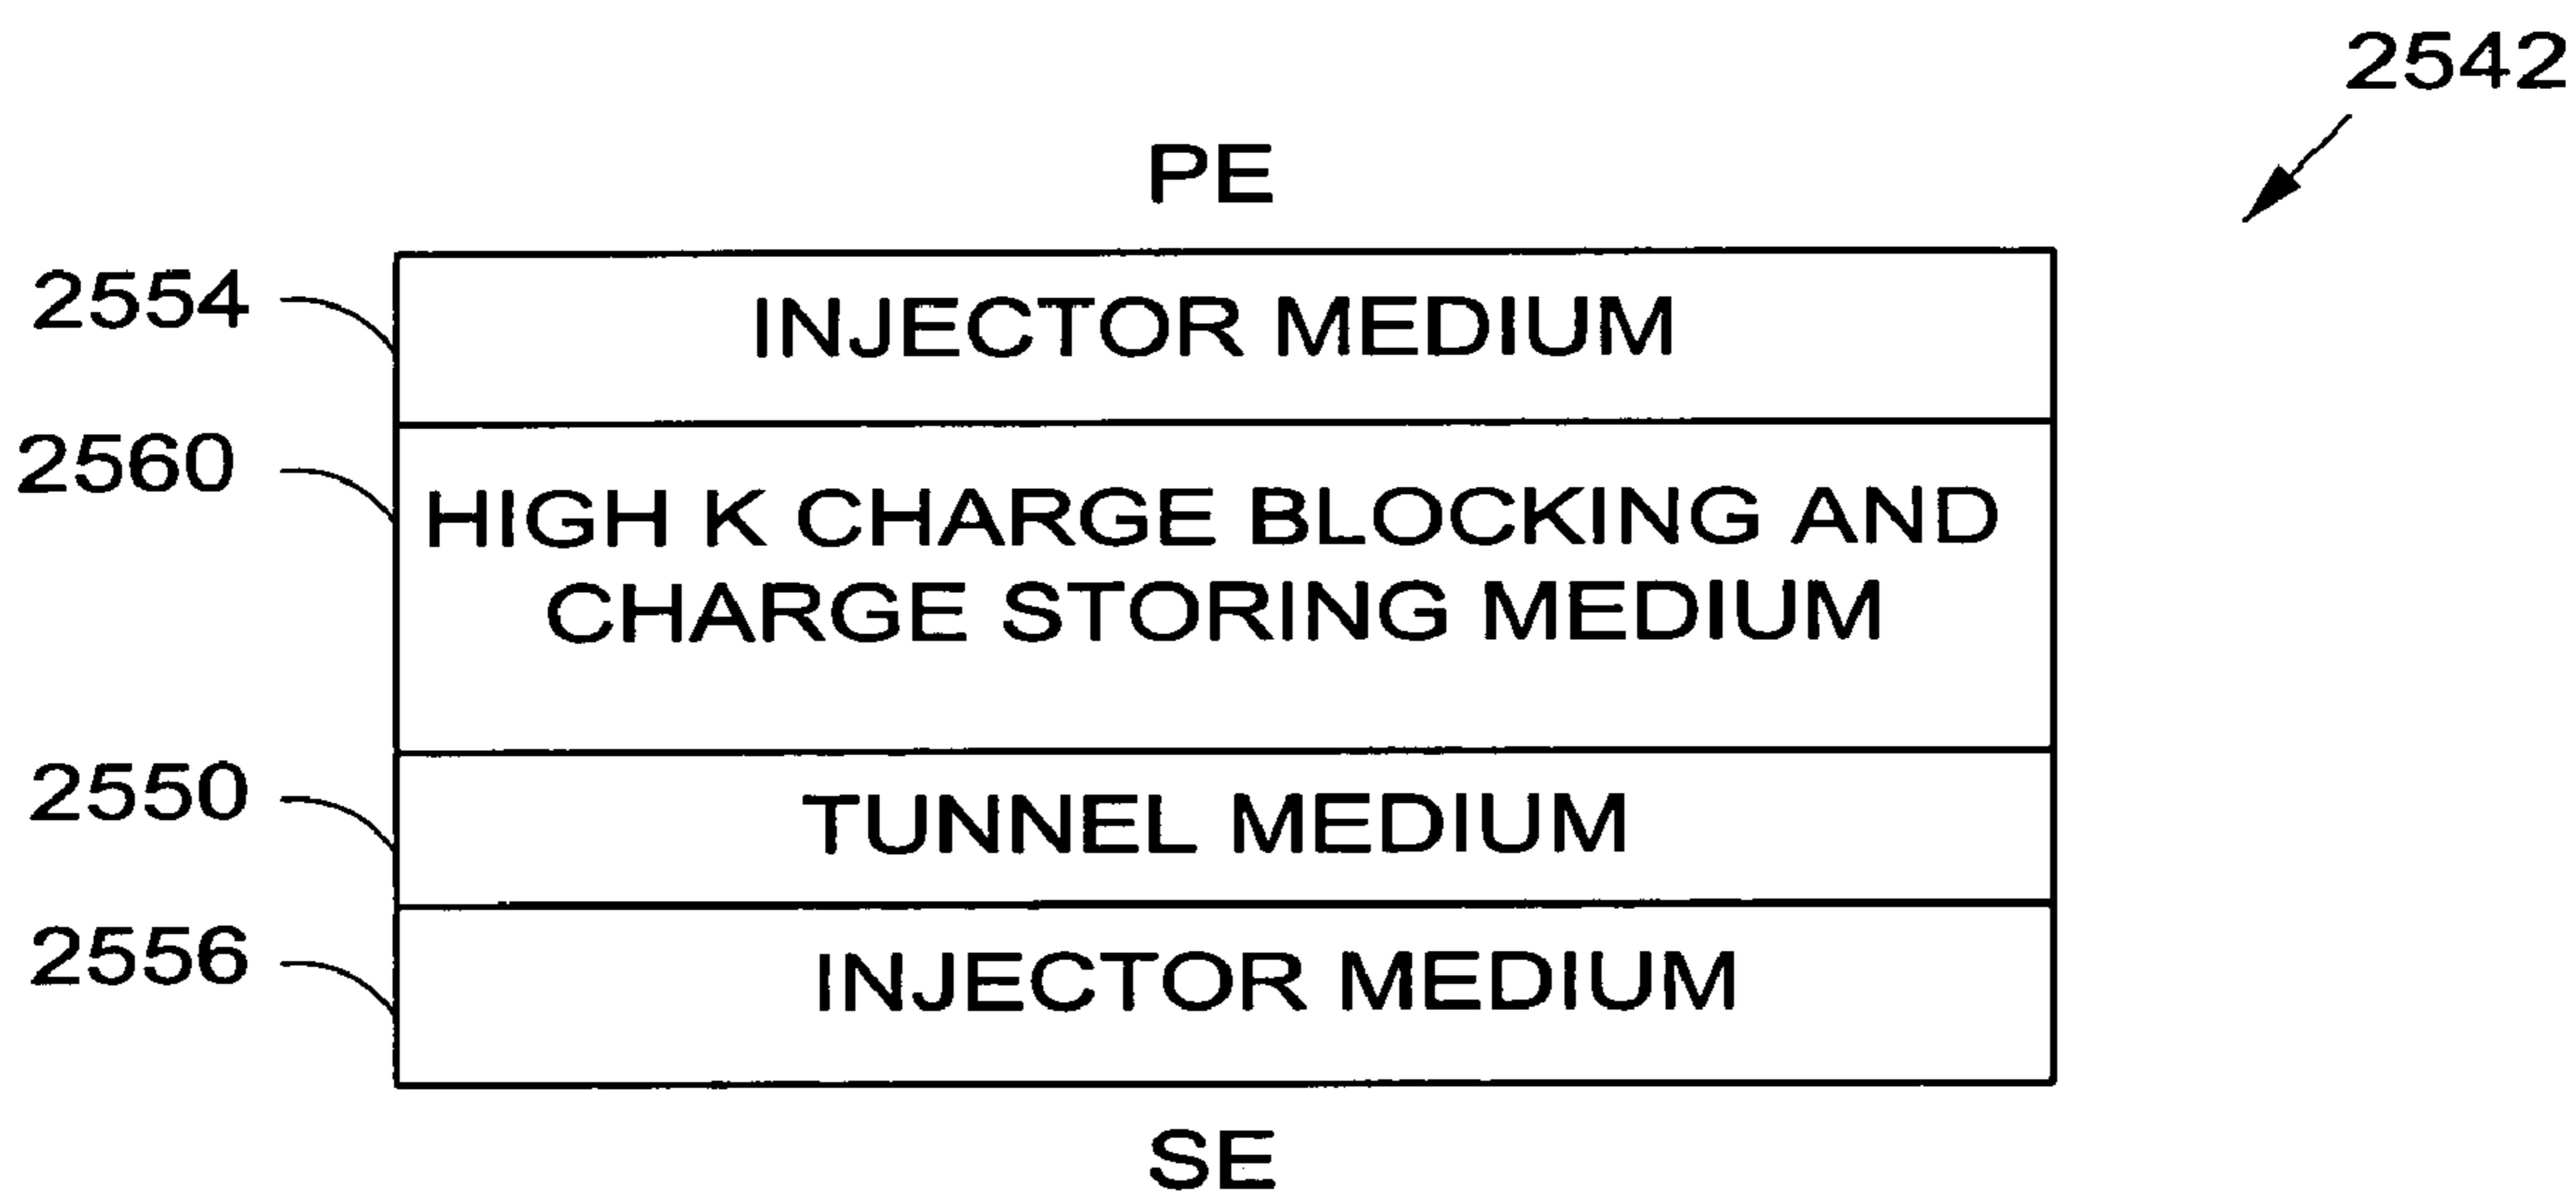 2542
PE
2554
INJECTOR MEDIUM
2560
HIGH K CHARGE BLOCKING AND
CHARGE STORING MEDIUM
2550
TUNNEL MEDIUM
2556
INJECTOR MEDIUM
SE